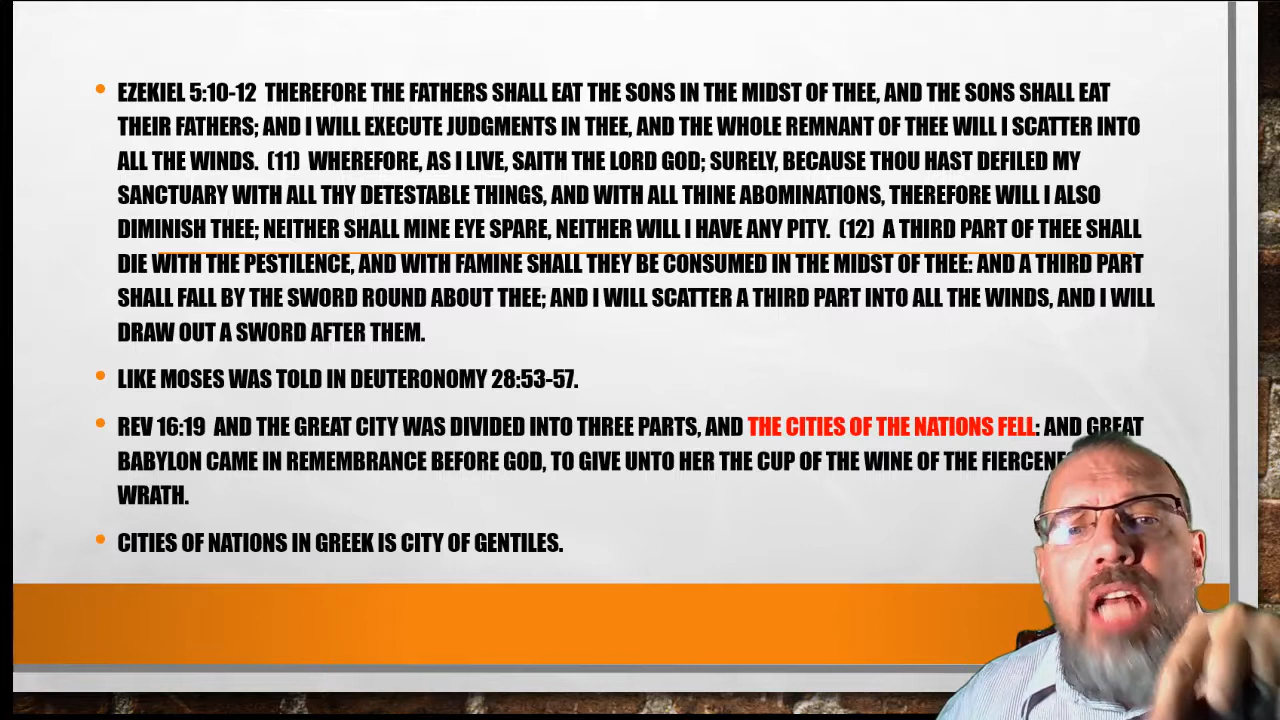 EZEKIEL 5:10-12 THEREFORE THE FATHERS SHALL EAT THE SONS IN THE MIDST OF THEE, AND THE SONS SHALL EAT
THEIR FATHERS; AND I WILL EXECUTE JUDGMENTS IN THEE, AND THE WHOLE REMNANT OF THEE WILL I SCATTER INTO
ALL THE WINDS. (11) WHEREFORE, AS I LIVE, SAITH THE LORD GOD; SURELY, BECAUSE THOU HAST DEFILED MY
SANCTUARY WITH ALL THY DETESTABLE THINGS, AND WITH ALL THINE ABOMINATIONS, THEREFORE WILL I ALSO
DIMINISH THEE; NEITHER SHALL MINE EYE SPARE, NEITHER WILL I HAVE ANY PITY. (12) A THIRD PART OF THEE SHALL
DIE WITH THE PESTILENCE, AND WITH FAMINE SHALL THEY BE CONSUMED IN THE MIDST OF THEE: AND A THIRD PART
SHALL FALL BY THE SWORD ROUND ABOUT THEE; AND I WILL SCATTER A THIRD PART INTO ALL THE WINDS, AND I WILL
DRAW OUT A SWORD AFTER THEM.
LIKE MOSES WAS TOLD IN DEUTERONOMY 28:53-57.
REV 16:19 AND THE GREAT CITY WAS DIVIDED INTO THREE PARTS, AND THE CITIES OF THE NATIONS FELL: AND GREAT
BABYLON CAME IN REMEMBRANCE BEFORE GOD, TO GIVE UNTO HER THE CUP OF THE WINE OF THE
WRATH.
CITIES OF NATIONS IN GREEK IS CITY OF GENTILES.